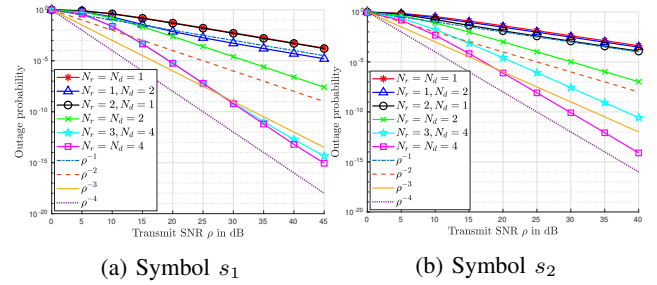 10^0
10^-5
10^-10
10^-15
10^-20
Outage probability
N_r = N_d = 1
N_r = 1, N_d = 2
N_r = 2, N_d = 1
N_r = N_d = 2
N_r = 3, N_d = 4
N_r = N_d = 4
ρ^-1
ρ^-2
ρ^-3
ρ^-4
0 5 10 15 20 25 30 35 40 45
Transmit SNR ρ in dB
(a) Symbol s_1
10^0
10^-5
10^-10
10^-15
10^-20
Outage probability
N_r = N_d = 1
N_r = 1, N_d = 2
N_r = 2, N_d = 1
N_r = N_d = 2
N_r = 3, N_d = 4
N_r = N_d = 4
ρ^-1
ρ^-2
ρ^-3
ρ^-4
0 5 10 15 20 25 30 35 40
Transmit SNR ρ in dB
(b) Symbol s_2